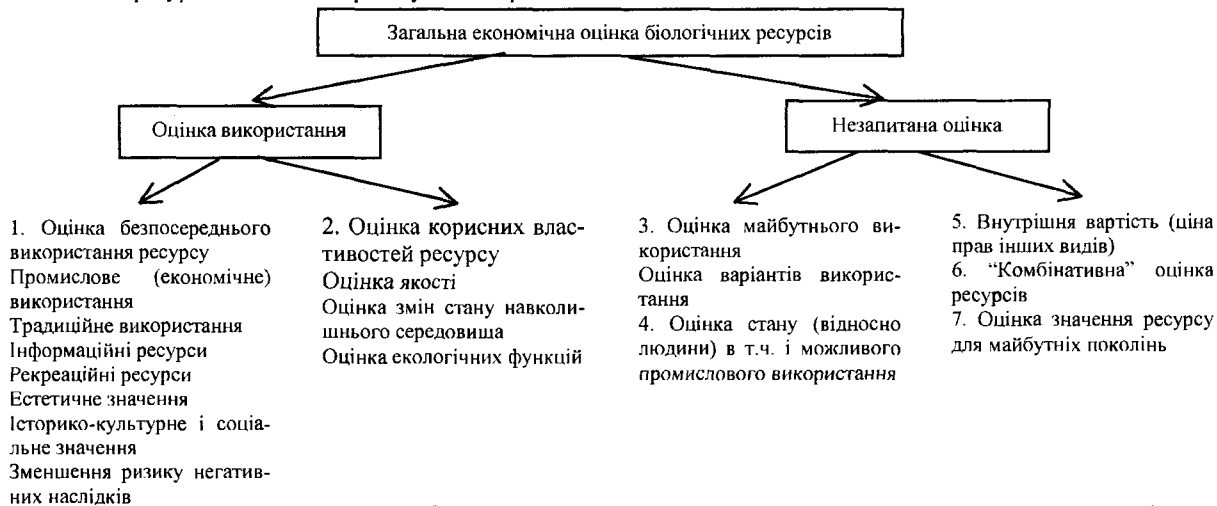 Загальна економічна оцінка біологічних ресурсів
Оцінка використання
Незапитана оцінка
1. Оцінка безпосереднього
використання ресурсу
Промислове (економічне)
використання
Традиційне використання
Інформаційні ресурси
Рекреаційні ресурси
Естетичне значення
Історико-культурне і соціа-
льне значення
Зменшення ризику негатив-
них наслідків
2. Оцінка корисних влас-
тивостей ресурсу
Оцінка якості
Оцінка змін стану навколи-
шнього середовища
Оцінка екологічних функцій
3. Оцінка майбутнього ви-
користання
Оцінка варіантів викорис-
тання
4. Оцінка стану (відносно
людини) в т.ч. і можливого
промислового використання
5. Внутрішня вартість (ціна
прав інших видів)
6. “Комбінативна” оцінка
ресурсів
7. Оцінка значення ресурсу
для майбутніх поколінь